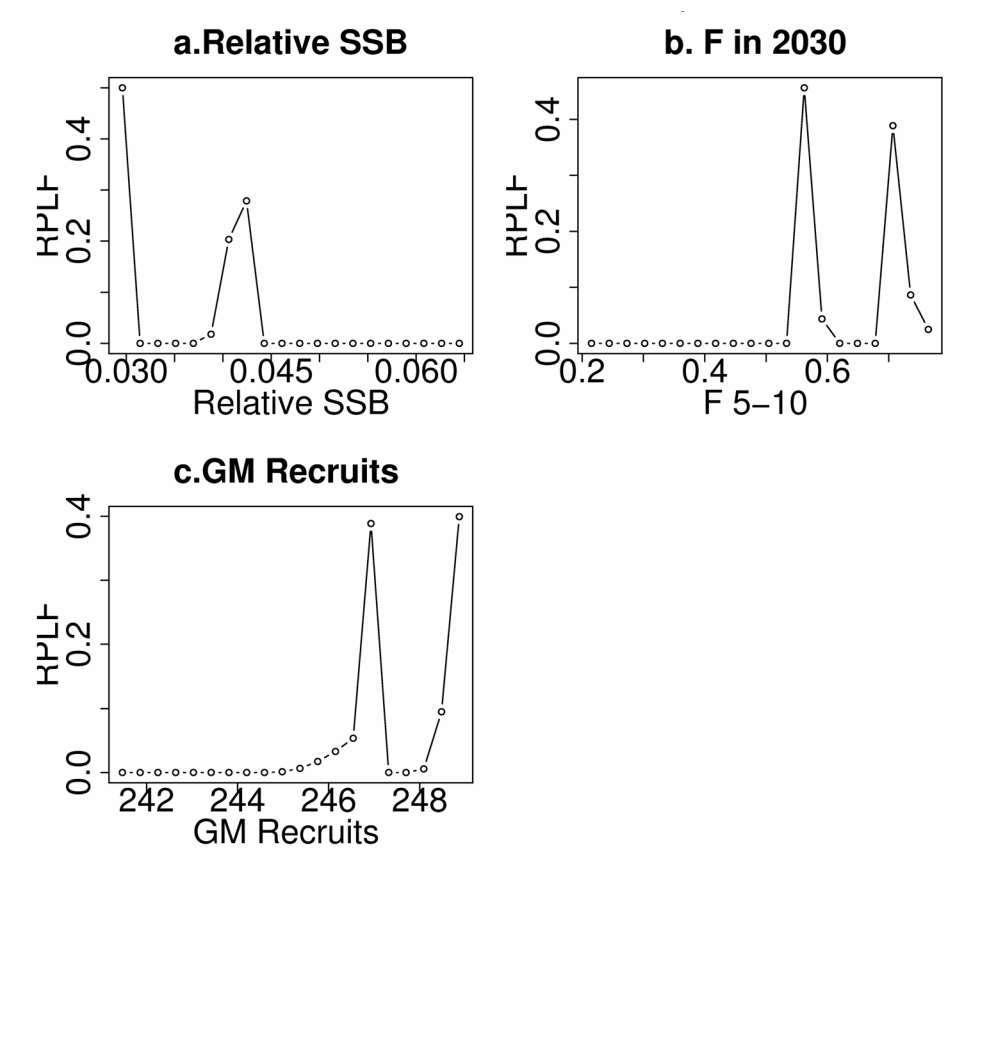 a.Relative SSB
RPLF
0.0 0.2 0.4
0.030 0.045 0.060
Relative SSB
b. F in 2030
RPLF
0.0 0.2 0.4
0.2 0.4 0.6
F 5−10
c.GM Recruits
RPLF
0.0 0.2 0.4
242 244 246 248
GM Recruits